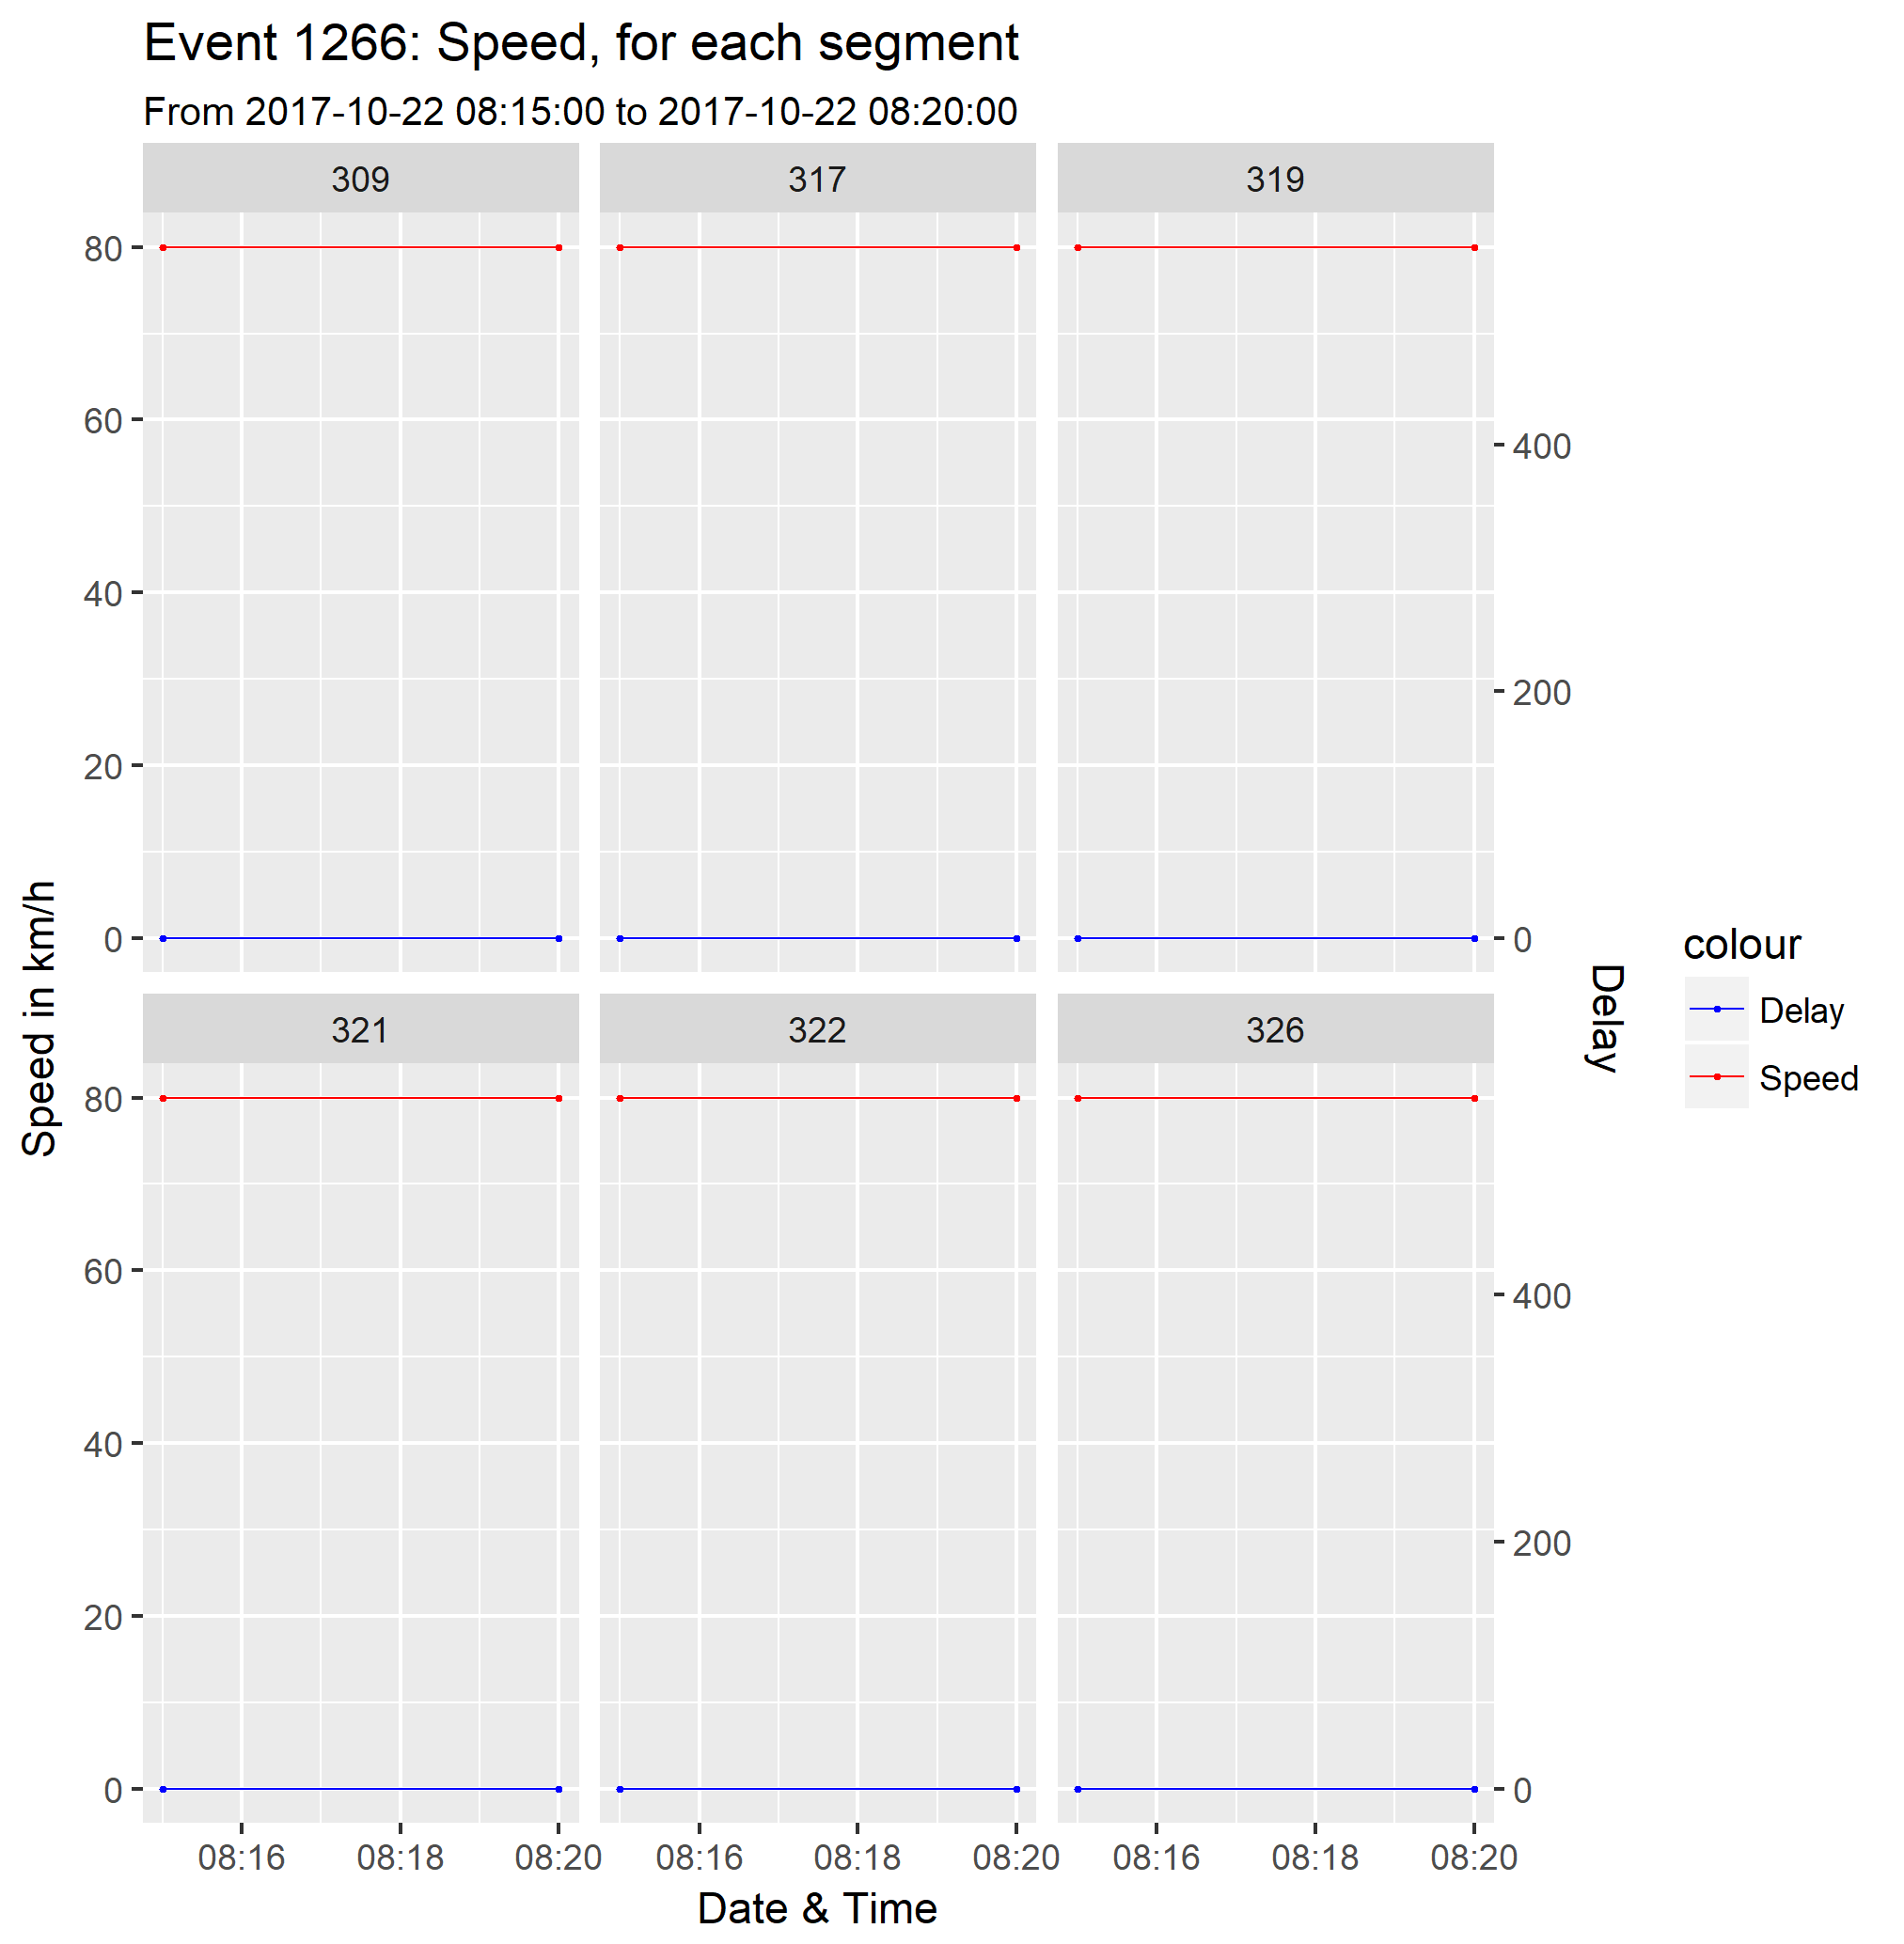 Event 1266: Speed, for each segment
From 2017-10-22 08:15:00 to 2017-10-22 08:20:00
309 317 319
80
60
40
20
0
400
200
0
321 322 326
80
60
40
20
0
400
200
0
08:16 08:18 08:20 08:16 08:18 08:20 08:16 08:18 08:20
Date & Time
Speed in km/h
Delay
colour
Delay
Speed